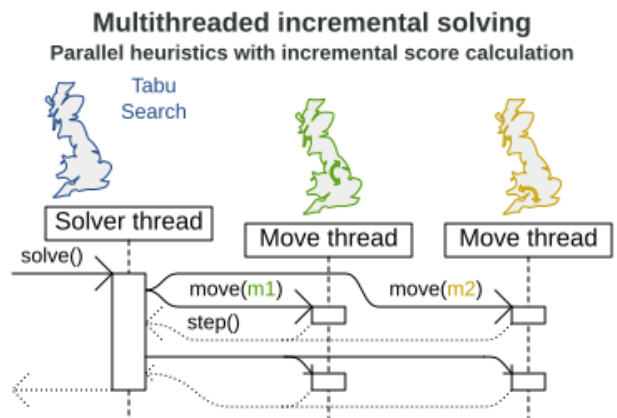 Multithreaded incremental solving
Parallel heuristics with incremental score calculation
Tabu
Search
Solver thread
Move thread
Move thread
solve()
move(m1)
move(m2)
step()